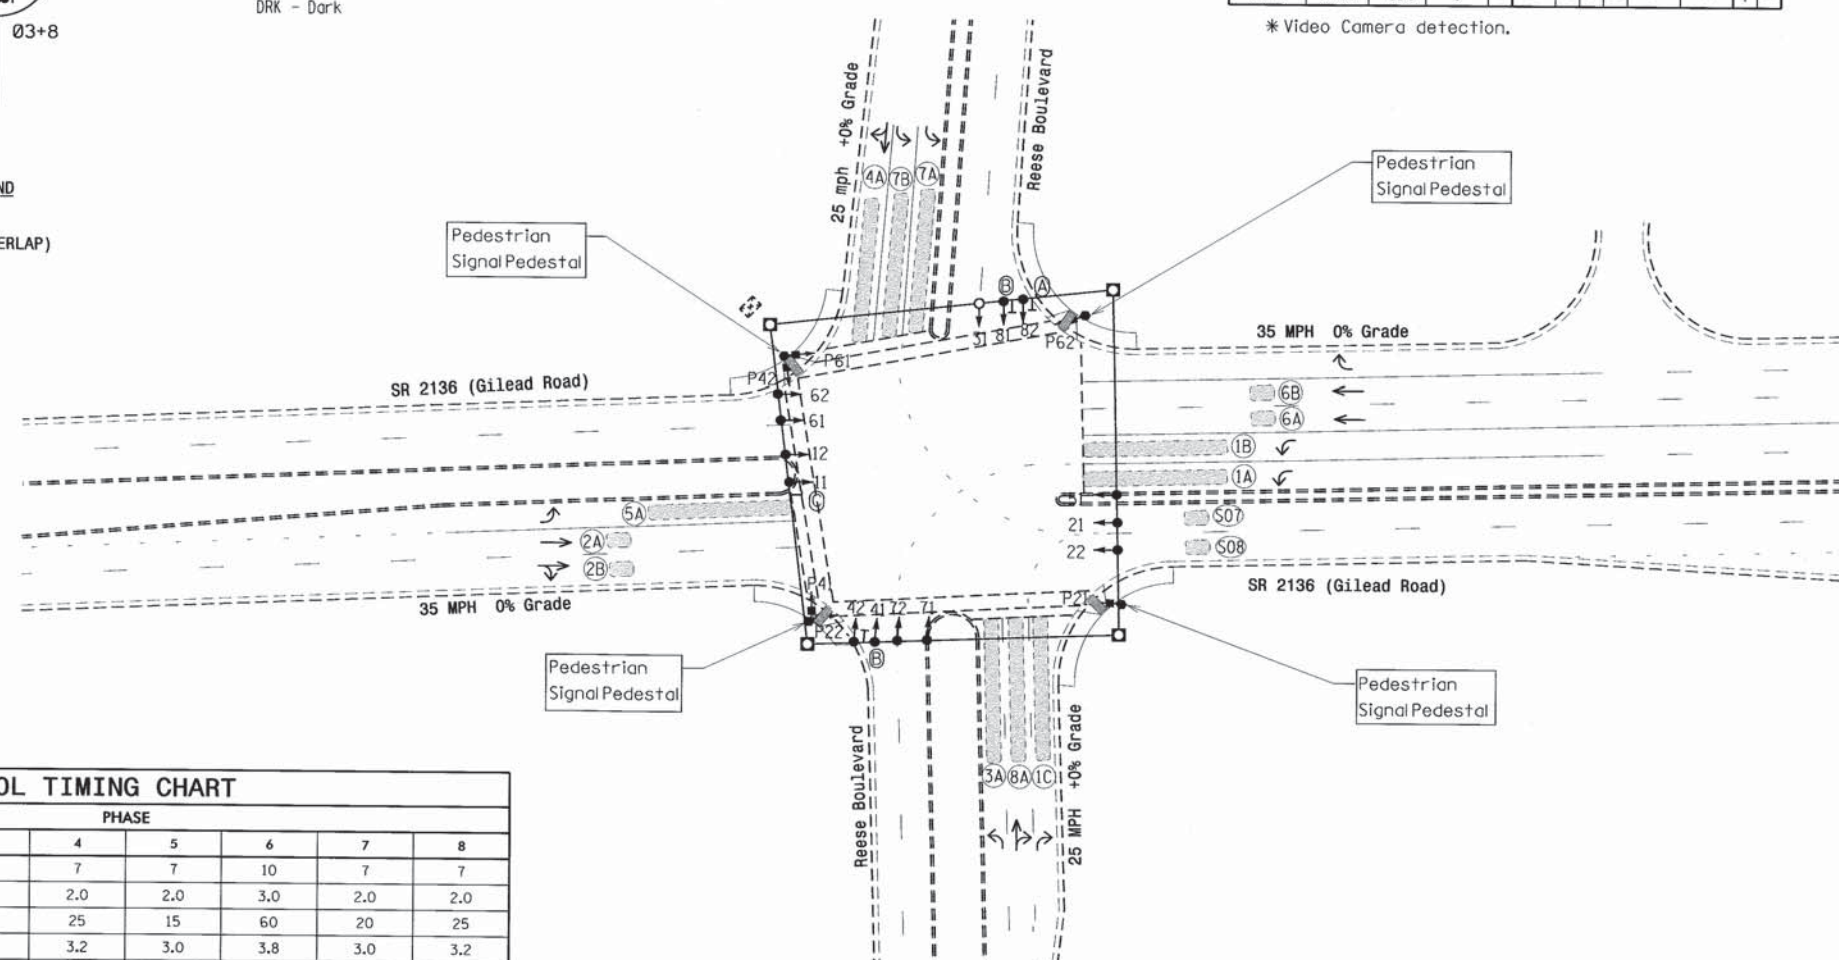 DRK - Dark
03+8
ND
ERLAP)
* Video Camera detection.
25 mph +0% Grade
Reese Boulevard
4A 7B 7A
Pedestrian
Signal Pedestal
Pedestrian
Signal Pedestal
B A
31 81 82
P62
P61
P42
35 MPH 0% Grade
SR 2136 (Gilead Road)
62
61
12
11
C
6B
6A
1B
1A
5A
2A
2B
21
22
S07
S08
35 MPH 0% Grade
SR 2136 (Gilead Road)
P22
42 41 72 71
P21
B
Pedestrian
Signal Pedestal
Pedestrian
Signal Pedestal
Reese Boulevard
3A 8A 1C
25 MPH +0% Grade
OL TIMING CHART
PHASE
4 5 6 7 8
7 7 10 7 7
2.0 2.0 3.0 2.0 2.0
25 15 60 20 25
3.2 3.0 3.8 3.0 3.2